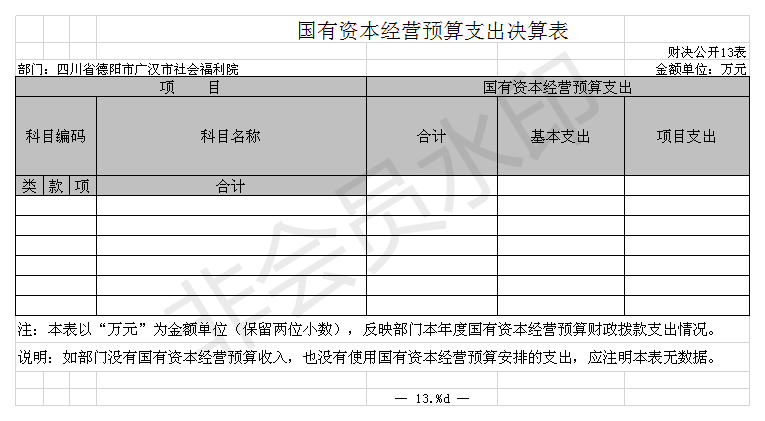 国有资本经营预算支出决算表
财决公开13表
部门：四川省德阳市广汉市社会福利院 金额单位：万元
项 目 国有资本经营预算支出
科目编码 科目名称 合计 基本支出 项目支出
类 款 项 合计
注：本表以“万元”为金额单位（保留两位小数），反映部门本年度国有资本经营预算财政拨款支出情况。
说明：如部门没有国有资本经营预算收入，也没有使用国有资本经营预算安排的支出，应注明本表无数据。
— 13.%d —
非会员水印